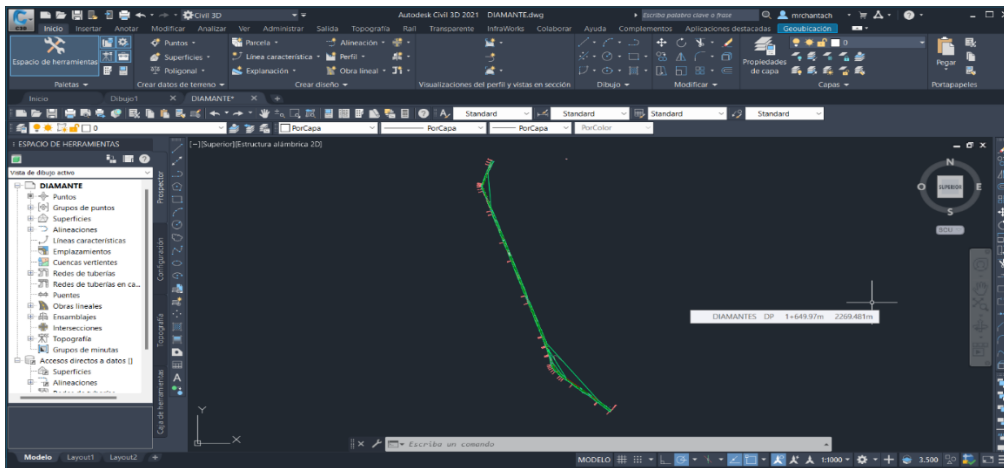 Civil 3D
Autodesk Civil 3D 2021 DIAMANTE.dwg
Escriba palabra clave o frase
mrchantach
Inicio Insertar Anotar Modificar Analizar Ver Administrar Salida Topografía Rail Transparente InfraWorks Colaborar Ayuda Complementos Aplicaciones destacadas Geoubicación
Espacio de herramientas
Puntos
Superficies
Poligonal
Parcela
Línea característica
Explanación
Alineación
Perfil
Obra lineal
Propiedades de capa
0
Pegar
Paletas
Crear datos de terreno
Crear diseño
Visualizaciones del perfil y vistas en sección
Dibujo
Modificar
Capas
Portapapeles
Inicio Dibujo1 DIAMANTE*
Standard Standard Standard Standard
0 PorCapa PorCapa PorCapa PorColor
ESPACIO DE HERRAMIENTAS
[−][Superior][Estructura alámbrica 2D]
Vista de dibujo activo
DIAMANTE
Puntos
Grupos de puntos
Superficies
Alineaciones
Líneas características
Emplazamientos
Cuencas vertientes
Redes de tuberías
Redes de tuberías en ca...
Puentes
Obras lineales
Ensamblajes
Intersecciones
Topografía
Grupos de minutas
Accesos directos a datos []
Superficies
Alineaciones
Prospector
Configuración
Topografía
Caja de herramientas
N
O SUPERIOR E
S
SCU
DIAMANTES DP 1+649.97m 2269.481m
Y
X
Escriba un comando
Modelo Layout1 Layout2 +
MODELO
1:1000
3.500